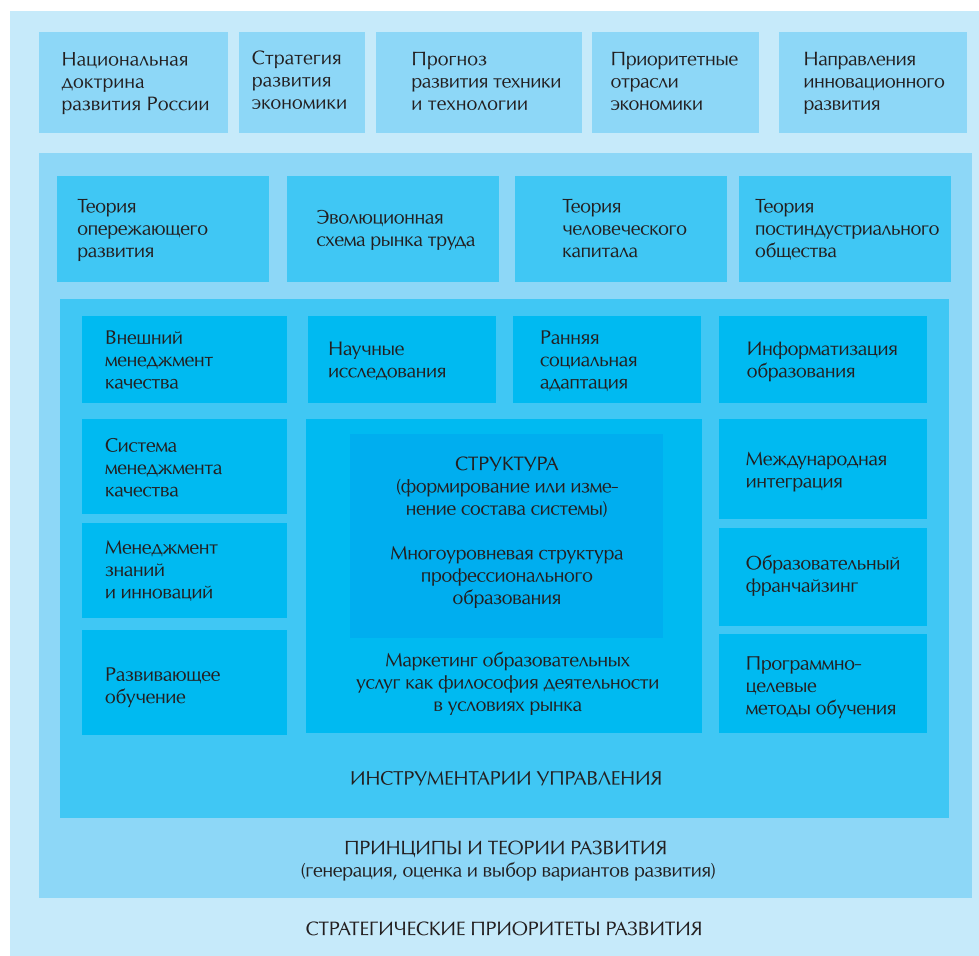 Национальная
доктрина
развития России
Стратегия
развития
экономики
Прогноз
развития техники
и технологии
Приоритетные
отрасли
экономики
Направления
инновационного
развития
Теория
опережающего
развития
Эволюционная
схема рынка труда
Теория
человеческого
капитала
Теория
постиндустриального
общества
Внешний
менеджмент
качества
Научные
исследования
Ранняя
социальная
адаптация
Информатизация
образования
Система
менеджмента
качества
Менеджмент
знаний
и инноваций
Развивающее
обучение
СТРУКТУРА
(формирование или изме-
нение состава системы)
Многоуровневая структура
профессионального
образования
Маркетинг образовательных
услуг как философия деятельности
в условиях рынка
Международная
интеграция
Образовательный
франчайзинг
Программно-
целевые
методы обучения
ИНСТРУМЕНТАРИИ УПРАВЛЕНИЯ
ПРИНЦИПЫ И ТЕОРИИ РАЗВИТИЯ
(генерация, оценка и выбор вариантов развития)
СТРАТЕГИЧЕСКИЕ ПРИОРИТЕТЫ РАЗВИТИЯ